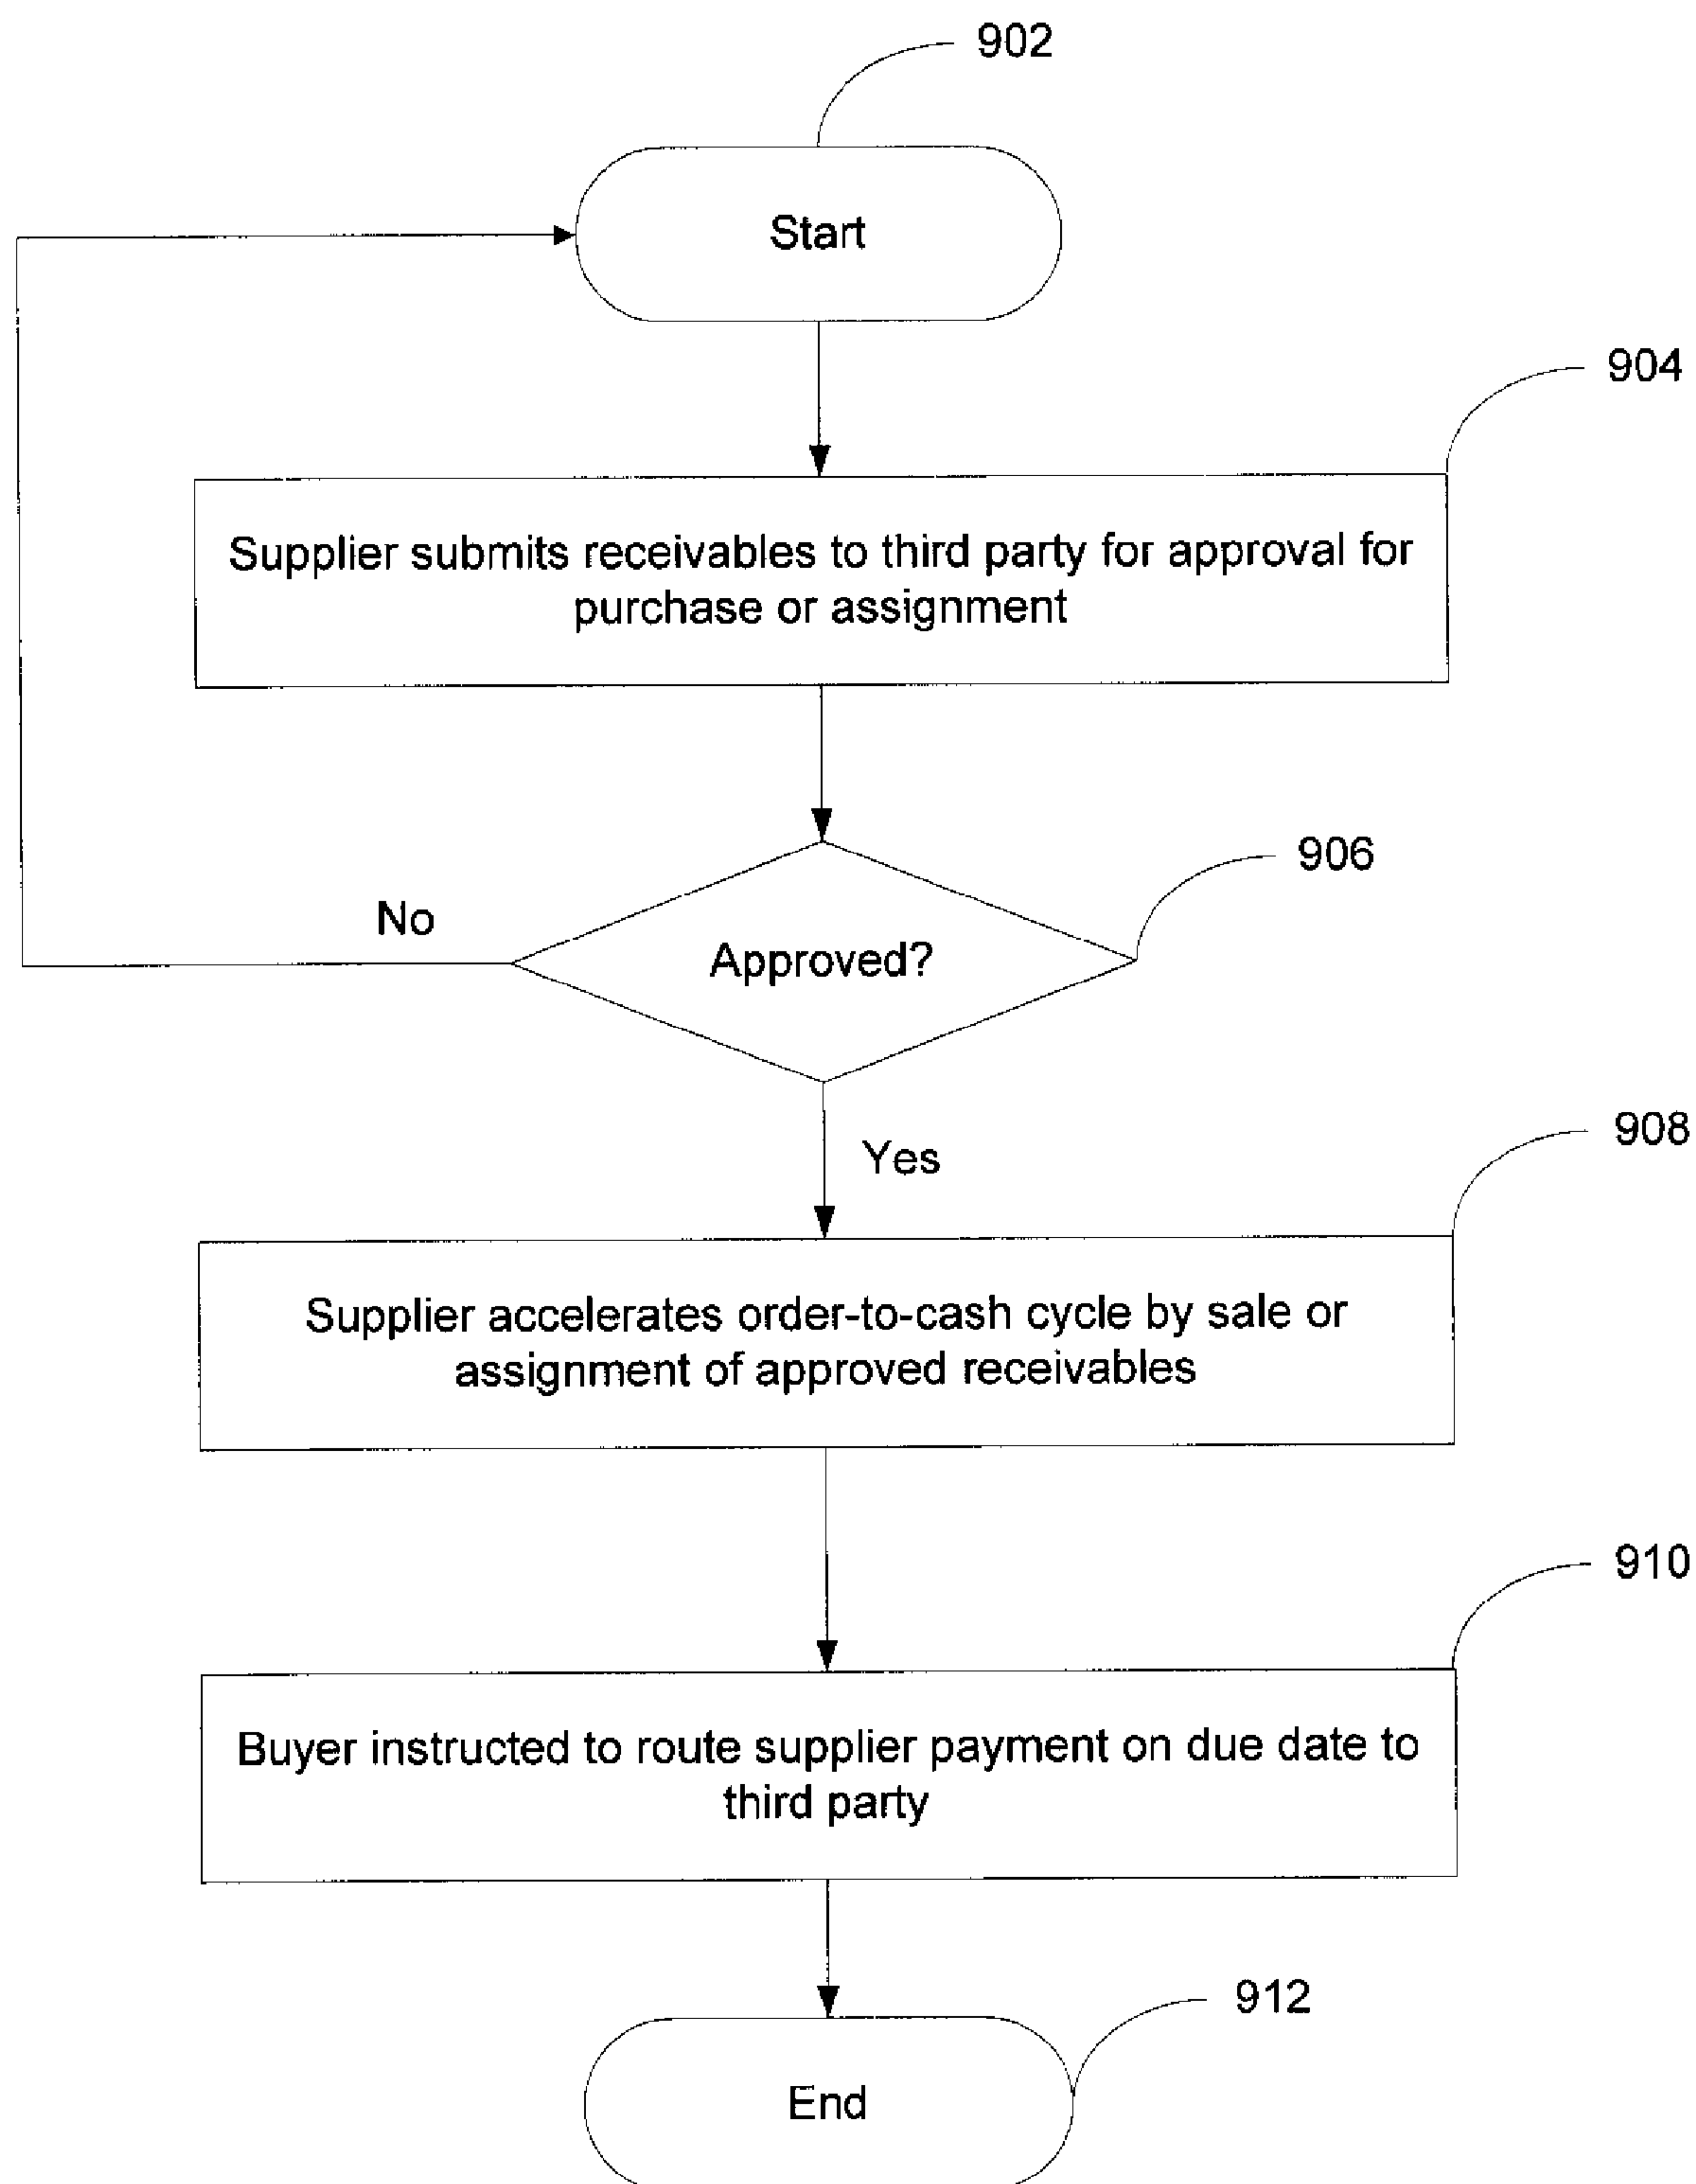 902
Start
904
Supplier submits receivables to third party for approval for
purchase or assignment
906
No
Approved?
Yes
908
Supplier accelerates order-to-cash cycle by sale or
assignment of approved receivables
910
Buyer instructed to route supplier payment on due date to
third party
912
End